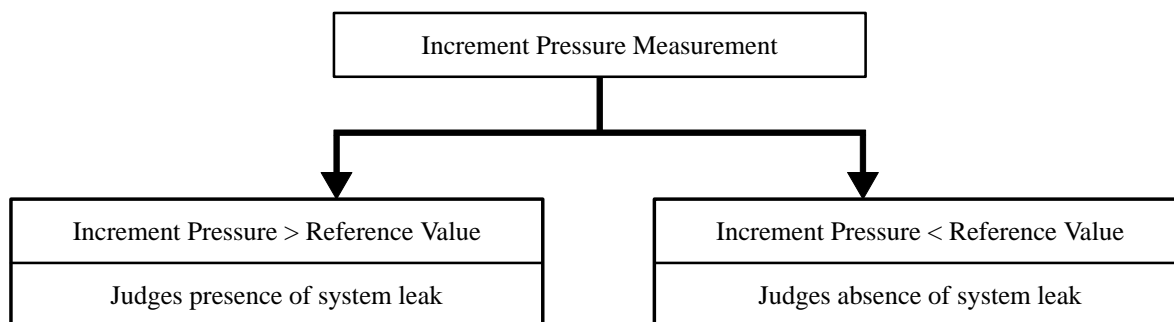 Increment Pressure Measurement
Increment Pressure > Reference Value
Judges presence of system leak
Increment Pressure < Reference Value
Judges absence of system leak